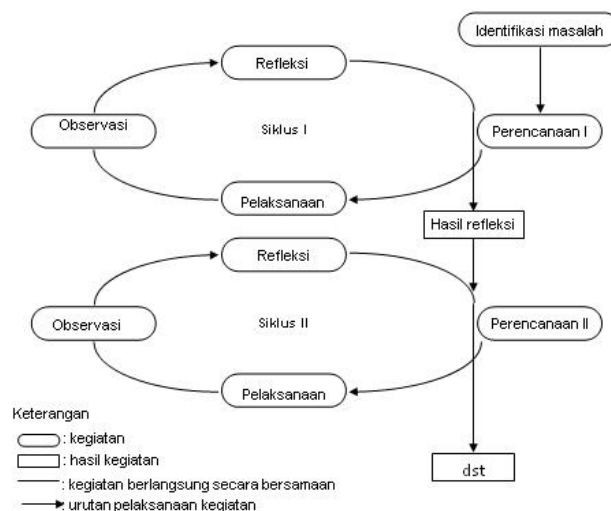 Identifikasi masalah
Refleksi
Observasi
Siklus I
Perencanaan I
Pelaksanaan
Hasil refleksi
Refleksi
Observasi
Siklus II
Perencanaan II
Pelaksanaan
Keterangan
: kegiatan
: hasil kegiatan
: kegiatan berlangsung secara bersamaan
: urutan pelaksanaan kegiatan
dst